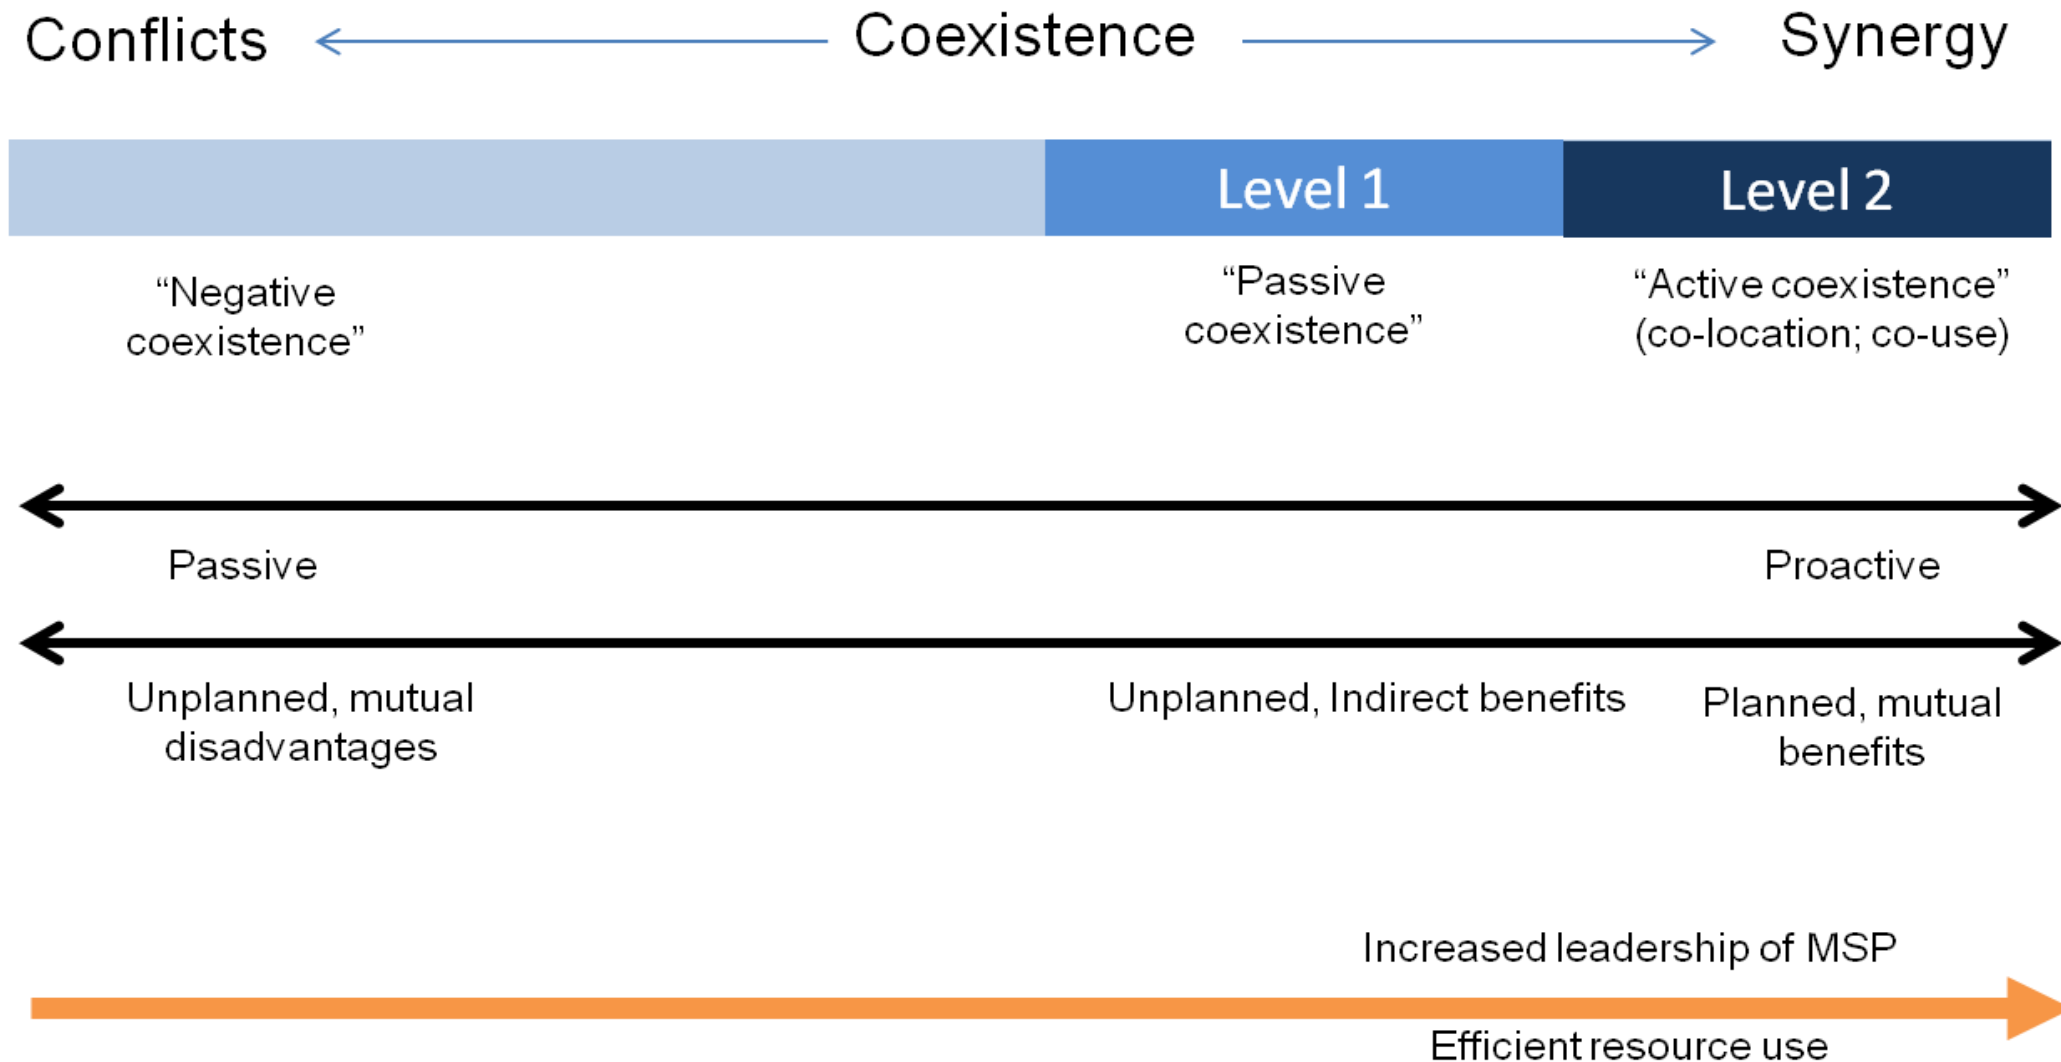 Conflicts Coexistence Synergy
Level 1 Level 2
“Negative
coexistence”
“Passive
coexistence”
“Active coexistence”
(co-location; co-use)
Passive Proactive
Unplanned, mutual
disadvantages
Unplanned, Indirect benefits
Planned, mutual
benefits
Increased leadership of MSP
Efficient resource use